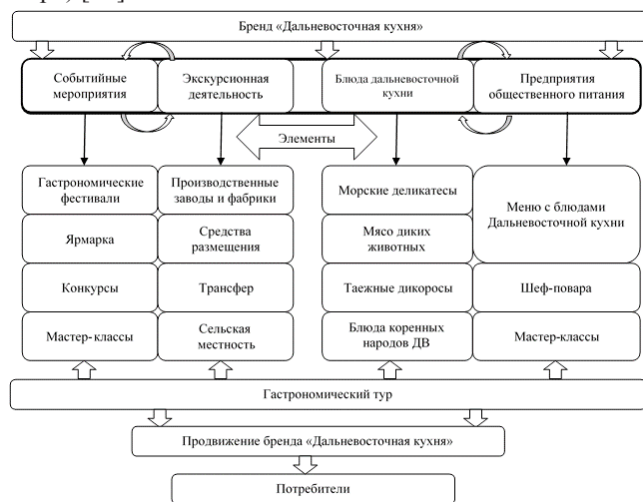 Бренд «Дальневосточная кухня»
Событийные
мероприятия
Экскурсионная
деятельность
Блюда дальневосточной
кухни
Предприятия
общественного питания
Элементы
Гастрономические
фестивали
Производственные
заводы и фабрики
Морские деликатесы
Меню с блюдами
Дальневосточной кухни
Ярмарка
Средства
размещения
Мясо диких
животных
Конкурсы
Трансфер
Таежные дикоросы
Шеф-повара
Мастер-классы
Сельская
местность
Блюда коренных
народов ДВ
Мастер-классы
Гастрономический тур
Продвижение бренда «Дальневосточная кухня»
Потребители